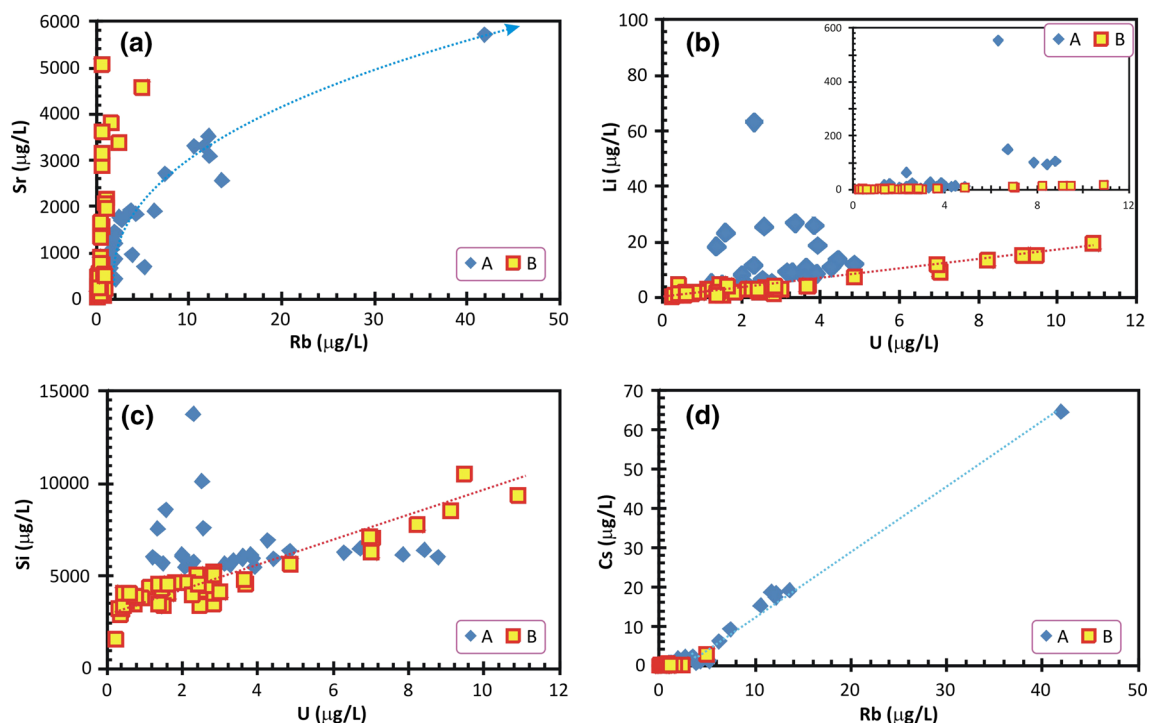 (a)
6000
5000
4000
3000
2000
1000
0
Sr (µg/L)
0 10 20 30 40 50
Rb (µg/L)
A B
(b)
100
80
60
40
20
0
Li (µg/L)
0 2 4 6 8 10 12
U (µg/L)
600
400
200
0
0 2 4 6 8 10 12
A B
(c)
15000
10000
5000
0
Si (µg/L)
0 2 4 6 8 10 12
U (µg/L)
A B
(d)
70
60
50
40
30
20
10
0
Cs (µg/L)
0 10 20 30 40 50
Rb (µg/L)
A B